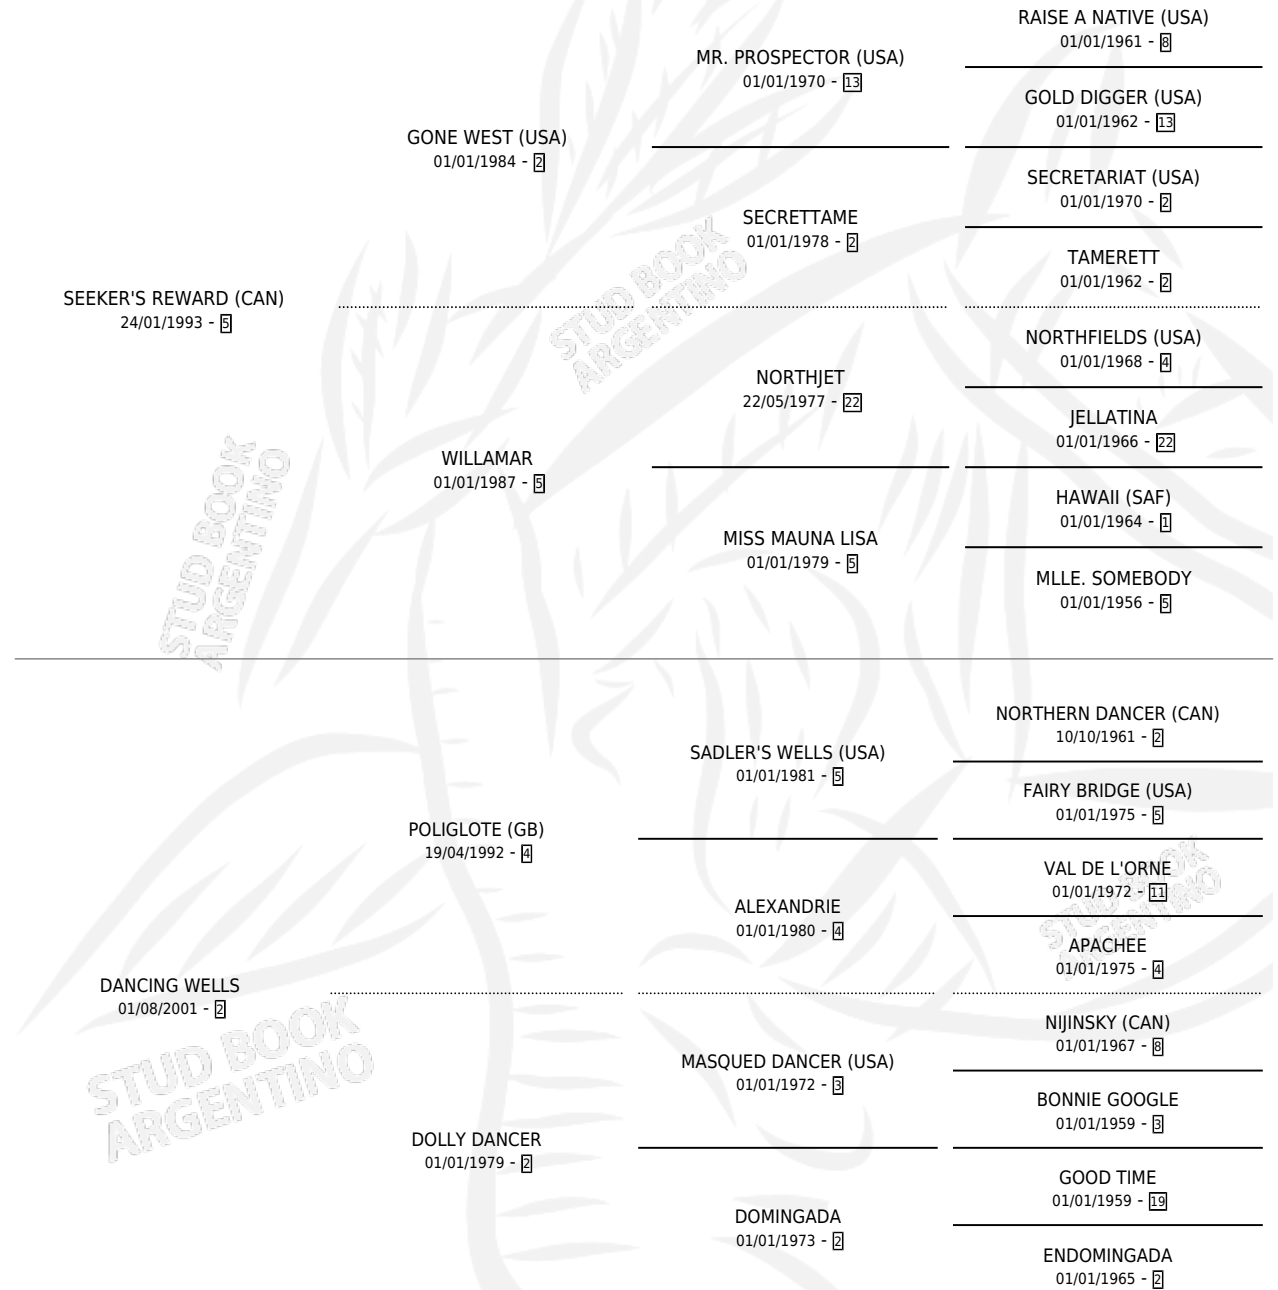 RAISE A NATIVE (USA)
01/01/1961 - 8
MR. PROSPECTOR (USA)
01/01/1970 - 13
GOLD DIGGER (USA)
01/01/1962 - 13
GONE WEST (USA)
01/01/1984 - 2
SECRETARIAT (USA)
01/01/1970 - 2
SECRETTAME
01/01/1978 - 2
TAMERETT
01/01/1962 - 2
SEEKER'S REWARD (CAN)
24/01/1993 - 5
NORTHFIELDS (USA)
01/01/1968 - 4
NORTHJET
22/05/1977 - 22
JELLATINA
01/01/1966 - 22
WILLAMAR
01/01/1987 - 5
HAWAII (SAF)
01/01/1964 - 1
MISS MAUNA LISA
01/01/1979 - 5
MLLE. SOMEBODY
01/01/1956 - 5
NORTHERN DANCER (CAN)
10/10/1961 - 2
SADLER'S WELLS (USA)
01/01/1981 - 5
FAIRY BRIDGE (USA)
01/01/1975 - 5
POLIGLOTE (GB)
19/04/1992 - 4
VAL DE L'ORNE
01/01/1972 - 11
ALEXANDRIE
01/01/1980 - 4
APACHEE
01/01/1975 - 4
DANCING WELLS
01/08/2001 - 2
NIJINSKY (CAN)
01/01/1967 - 8
MASQUED DANCER (USA)
01/01/1972 - 3
BONNIE GOOGLE
01/01/1959 - 3
DOLLY DANCER
01/01/1979 - 2
GOOD TIME
01/01/1959 - 19
DOMINGADA
01/01/1973 - 2
ENDOMINGADA
01/01/1965 - 2
STUD BOOK
ARGENTINO
STUD BOOK
ARGENTINO
STUD BOOK
ARGENTINO
STUD BOOK
ARGENTINO